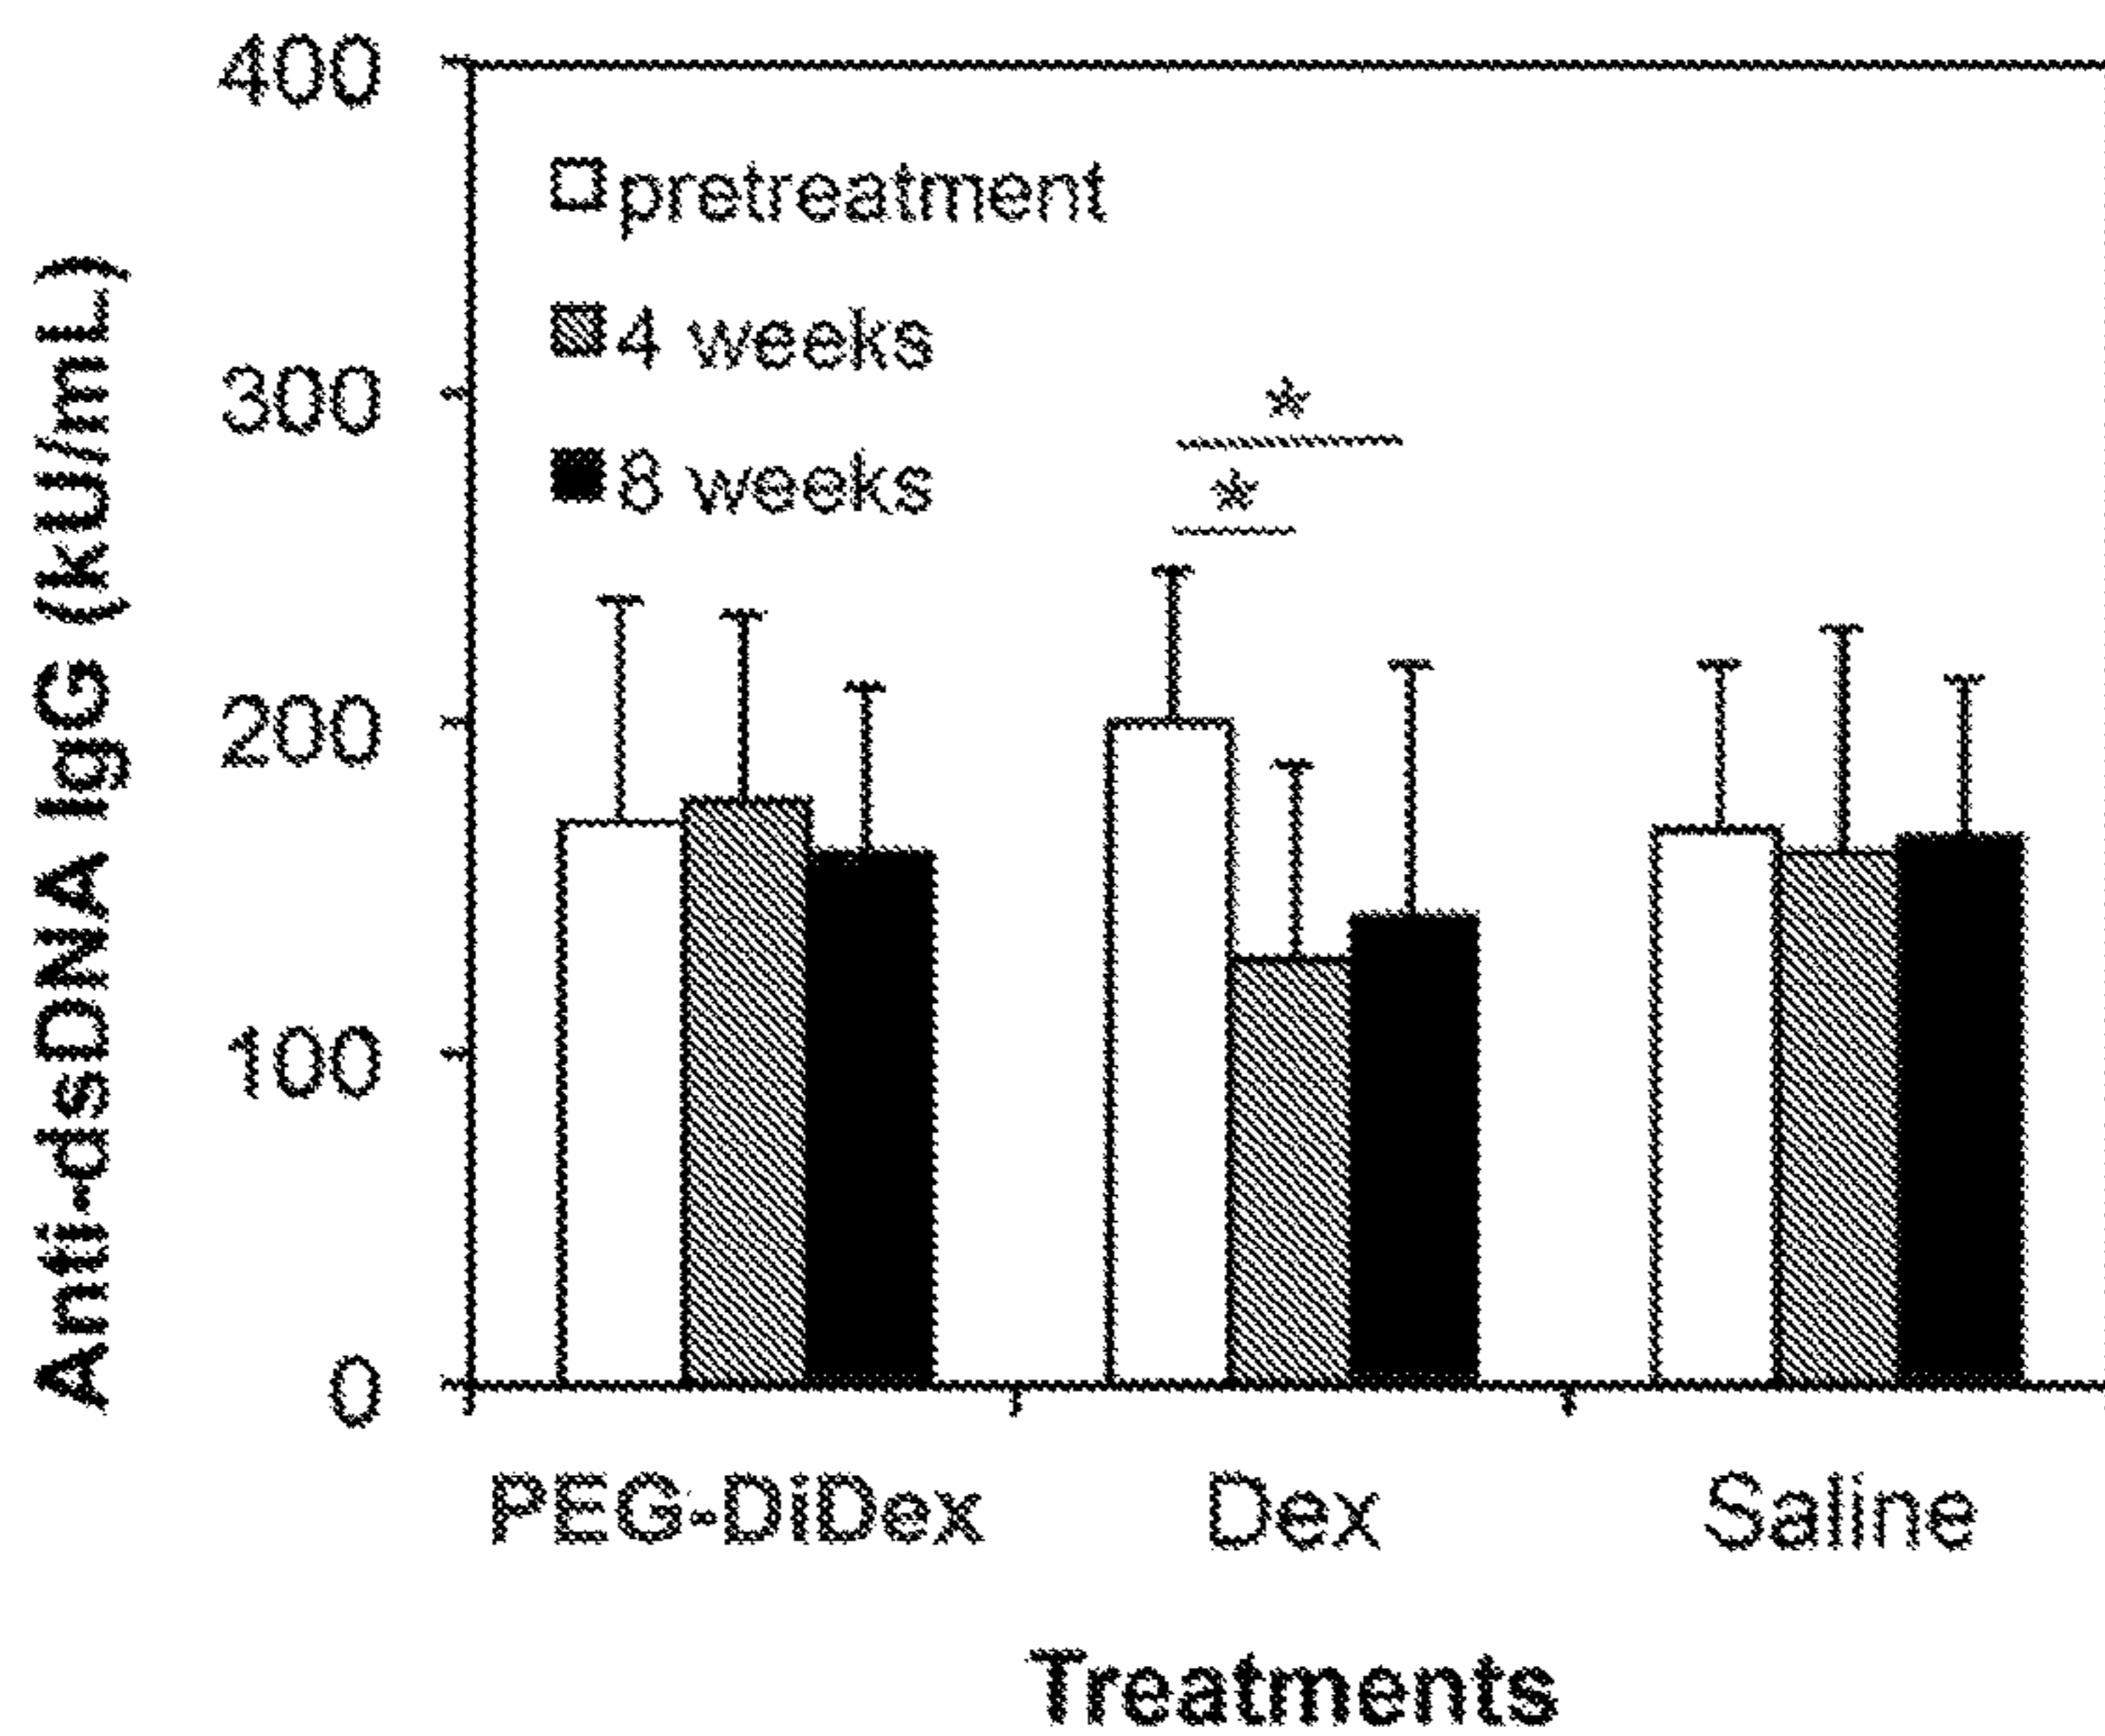 400
300
200
100
0
Anti-dsDNA IgG (kU/mL)
pretreatment
4 weeks
8 weeks
*
*
PEG-DiDex
Dex
Saline
Treatments